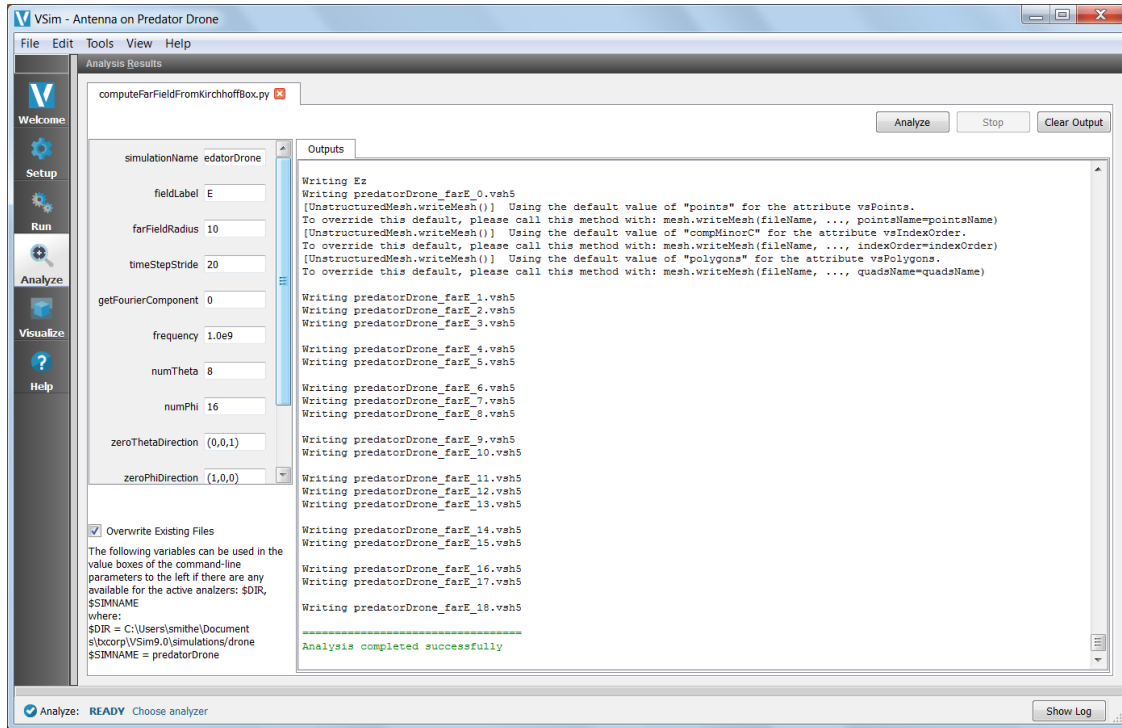 VSim - Antenna on Predator Drone
File Edit Tools View Help
Analysis Results
Welcome
Setup
Run
Analyze
Visualize
Help
computeFarFieldFromKirchhoffBox.py
Analyze Stop Clear Output
simulationName edatorDrone
fieldLabel E
farFieldRadius 10
timeStepStride 20
getFourierComponent 0
frequency 1.0e9
numTheta 8
numPhi 16
zeroThetaDirection (0,0,1)
zeroPhiDirection (1,0,0)
Overwrite Existing Files
The following variables can be used in the
value boxes of the command-line
parameters to the left if there are any
available for the active analzers: $DIR,
$SIMNAME
where:
$DIR = C:\Users\smithe\Document
s\txcorp\VSim9.0\simulations/drone
$SIMNAME = predatorDrone
Outputs
Writing Ez
Writing predatorDrone_farE_0.vsh5
[UnstructuredMesh.writeMesh()] Using the default value of "points" for the attribute vsPoints.
To override this default, please call this method with: mesh.writeMesh(fileName, ..., pointsName=pointsName)
[UnstructuredMesh.writeMesh()] Using the default value of "compMinorC" for the attribute vsIndexOrder.
To override this default, please call this method with: mesh.writeMesh(fileName, ..., indexOrder=indexOrder)
[UnstructuredMesh.writeMesh()] Using the default value of "polygons" for the attribute vsPolygons.
To override this default, please call this method with: mesh.writeMesh(fileName, ..., quadsName=quadsName)
Writing predatorDrone_farE_1.vsh5
Writing predatorDrone_farE_2.vsh5
Writing predatorDrone_farE_3.vsh5
Writing predatorDrone_farE_4.vsh5
Writing predatorDrone_farE_5.vsh5
Writing predatorDrone_farE_6.vsh5
Writing predatorDrone_farE_7.vsh5
Writing predatorDrone_farE_8.vsh5
Writing predatorDrone_farE_9.vsh5
Writing predatorDrone_farE_10.vsh5
Writing predatorDrone_farE_11.vsh5
Writing predatorDrone_farE_12.vsh5
Writing predatorDrone_farE_13.vsh5
Writing predatorDrone_farE_14.vsh5
Writing predatorDrone_farE_15.vsh5
Writing predatorDrone_farE_16.vsh5
Writing predatorDrone_farE_17.vsh5
Writing predatorDrone_farE_18.vsh5
==================================
Analysis completed successfully
Analyze: READY Choose analyzer
Show Log